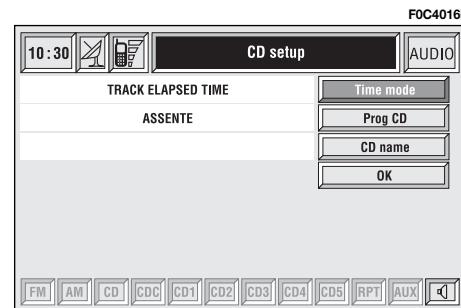 F0C4016
10:30 CD setup AUDIO
TRACK ELAPSED TIME Time mode
ASSENTE Prog CD
CD name
OK
FM AM CD CDC CD1 CD2 CD3 CD4 CD5 RPT AUX